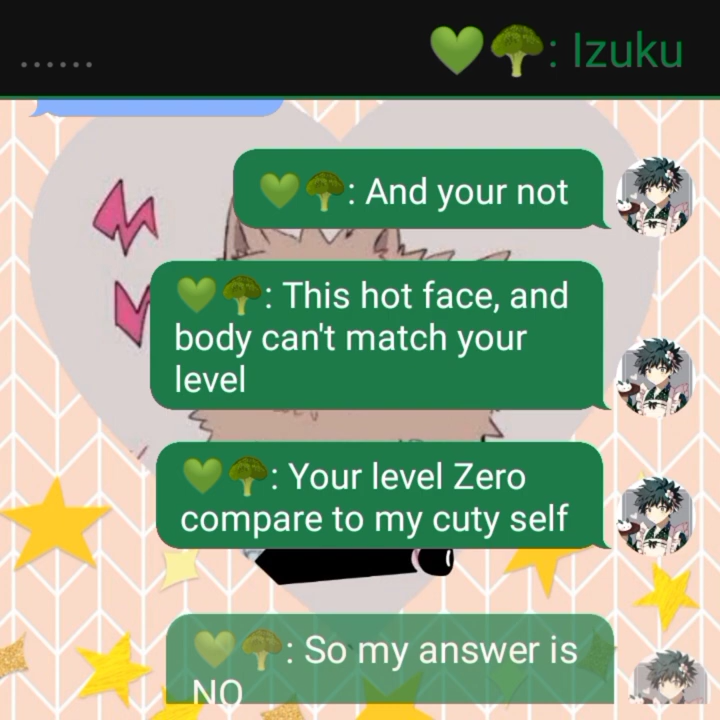 ...... 💚🥦: Izuku
💚🥦: And your not
💚🥦: This hot face, and
body can't match your
level
💚🥦: Your level Zero
compare to my cuty self
💚🥦: So my answer is
NO